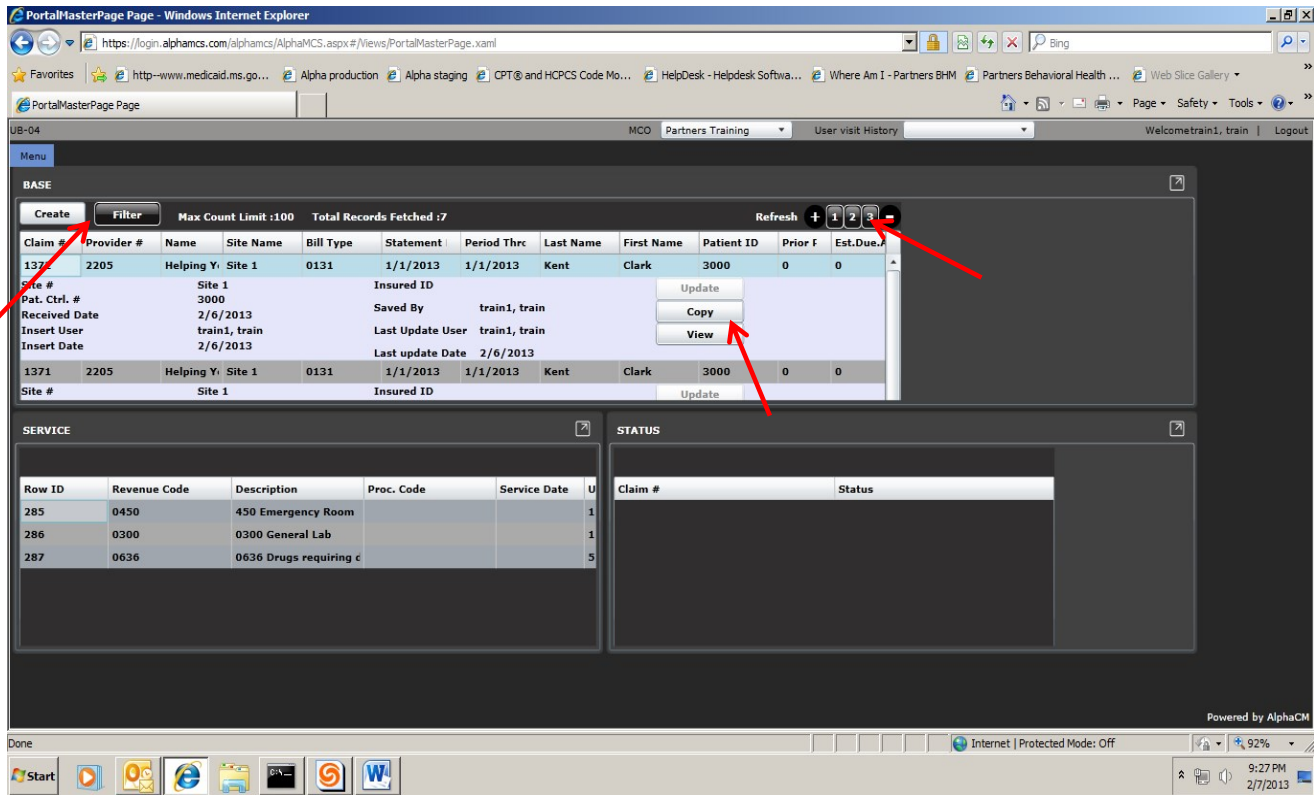 PortalMasterPage Page - Windows Internet Explorer
https://login.alphamcs.com/alphamcs/AlphaMCS.aspx#/Views/PortalMasterPage.xaml Bing
Favorites http--www.medicaid.ms.go... Alpha production Alpha staging CPT® and HCPCS Code Mo... HelpDesk - Helpdesk Softwa... Where Am I - Partners BHM Partners Behavioral Health ... Web Slice Gallery
PortalMasterPage Page Page Safety Tools
UB-04 MCO Partners Training User visit History Welcometrain1, train | Logout
Menu
BASE
Create Filter Max Count Limit :100 Total Records Fetched :7 Refresh + 1 2 3 -
Claim # Provider # Name Site Name Bill Type Statement Period Thrc Last Name First Name Patient ID Prior F Est.Due.A
1372 2205 Helping Y Site 1 0131 1/1/2013 1/1/2013 Kent Clark 3000 0 0
Site # Site 1 Insured ID Update
Pat. Ctrl. # 3000
Saved By train1, train Copy
Received Date 2/6/2013
Insert User train1, train Last Update User train1, train View
Insert Date 2/6/2013
Last update Date 2/6/2013
1371 2205 Helping Y Site 1 0131 1/1/2013 1/1/2013 Kent Clark 3000 0 0
Site # Site 1 Insured ID Update
SERVICE
Row ID Revenue Code Description Proc. Code Service Date U
285 0450 450 Emergency Room 1
286 0300 0300 General Lab 1
287 0636 0636 Drugs requiring 5
STATUS
Claim # Status
Powered by AlphaCM
Done Internet | Protected Mode: Off 92%
Start 9:27 PM
2/7/2013